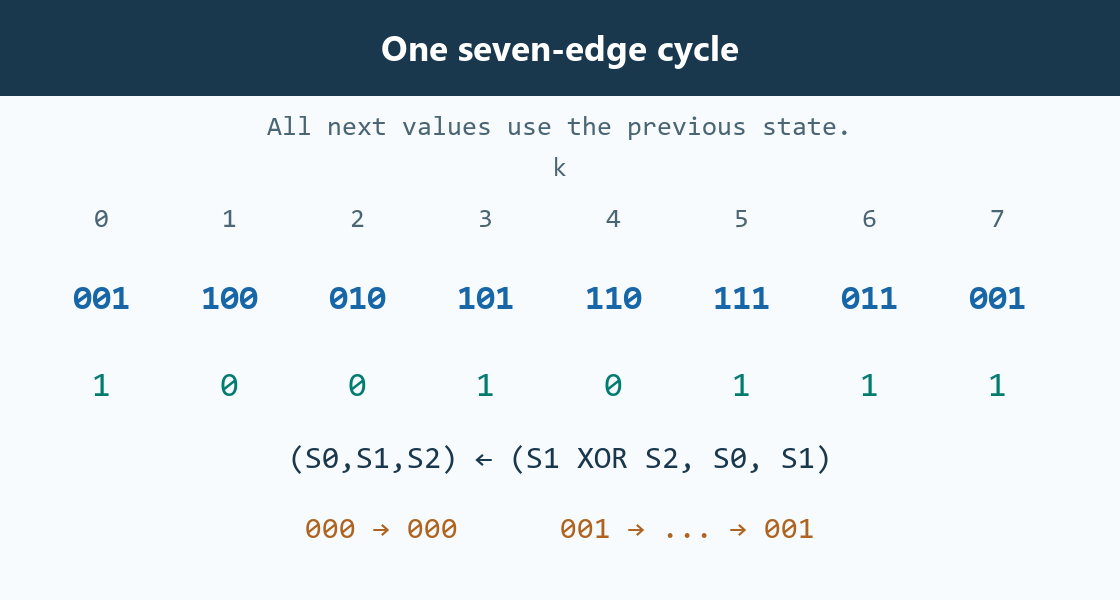 One seven-edge cycle
All next values use the previous state.
k
0 1 2 3 4 5 6 7
001 100 010 101 110 111 011 001
1 0 0 1 0 1 1 1
(S0,S1,S2) ← (S1 XOR S2, S0, S1)
000 → 000 001 → ... → 001